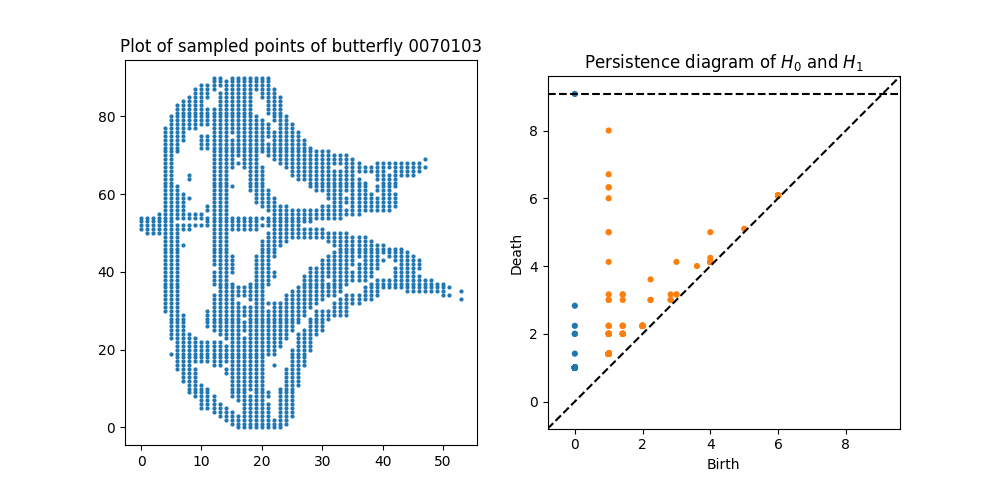 Plot of sampled points of butterfly 0070103
80
60
40
20
0
0 10 20 30 40 50
Persistence diagram of H₀ and H₁
Death
8
6
4
2
0
0 2 4 6 8
Birth